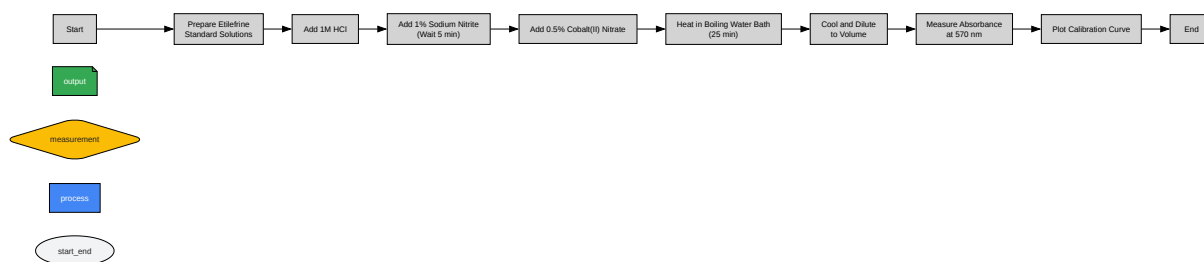 Start
Prepare Etilefrine
Standard Solutions
Add 1M HCl
Add 1% Sodium Nitrite
(Wait 5 min)
Add 0.5% Cobalt(II) Nitrate
Heat in Boiling Water Bath
(25 min)
Cool and Dilute
to Volume
Measure Absorbance
at 570 nm
Plot Calibration Curve
End
output
measurement
process
start_end